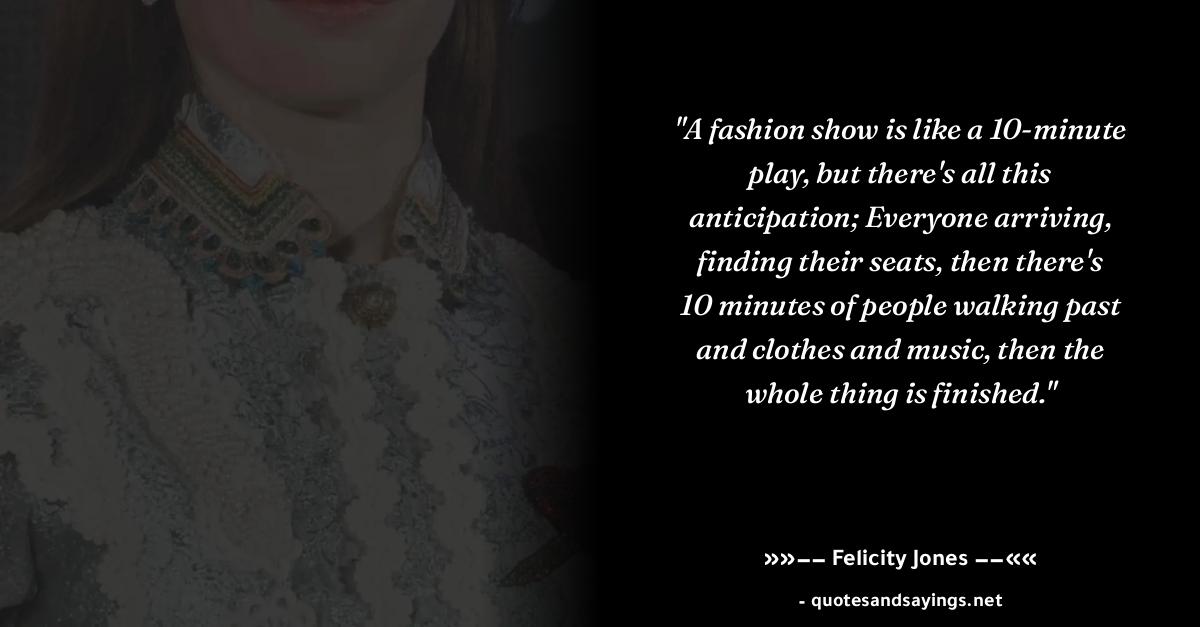 "A fashion show is like a 10-minute
play, but there's all this
anticipation; Everyone arriving,
finding their seats, then there's
10 minutes of people walking past
and clothes and music, then the
whole thing is finished."
»»−− Felicity Jones −−««
- quotesandsayings.net